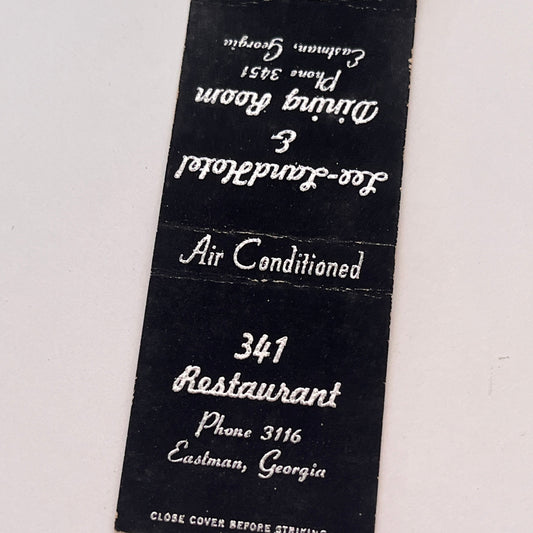 Lee-Land Hotel
&
Dining Room
Phone 3451
Eastman, Georgia
Air Conditioned
341
Restaurant
Phone 3116
Eastman, Georgia
CLOSE COVER BEFORE STRIKING